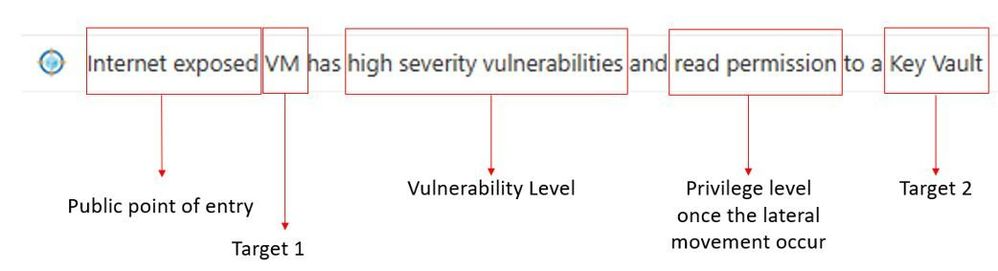 Internet exposed VM has high severity vulnerabilities and read permission to a Key Vault
Public point of entry
Target 1
Vulnerability Level
Privilege level
once the lateral
movement occur
Target 2